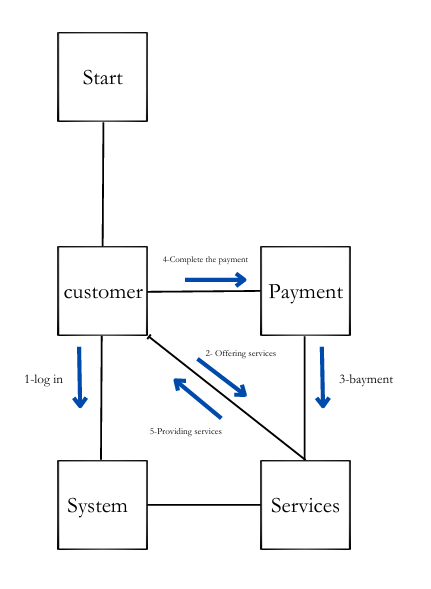 Start
4-Complete the payment
customer
Payment
2- Offering services
1-log in
3-bayment
5-Providing services
System
Services